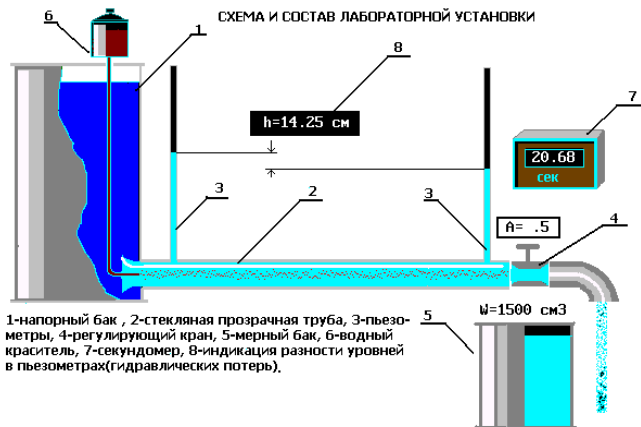 СХЕМА И СОСТАВ ЛАБОРАТОРНОЙ УСТАНОВКИ
6
1
8
7
h=14.25 см
20.68
сек
3
2
3
A= .5
4
5
W=1500 см3
1-напорный бак , 2-стекляная прозрачная труба, 3-пьезо-
метры, 4-регулирующий кран, 5-мерный бак, 6-водный
краситель, 7-секундомер, 8-индикация разности уровней
в пьезометрах(гидравлических потерь).